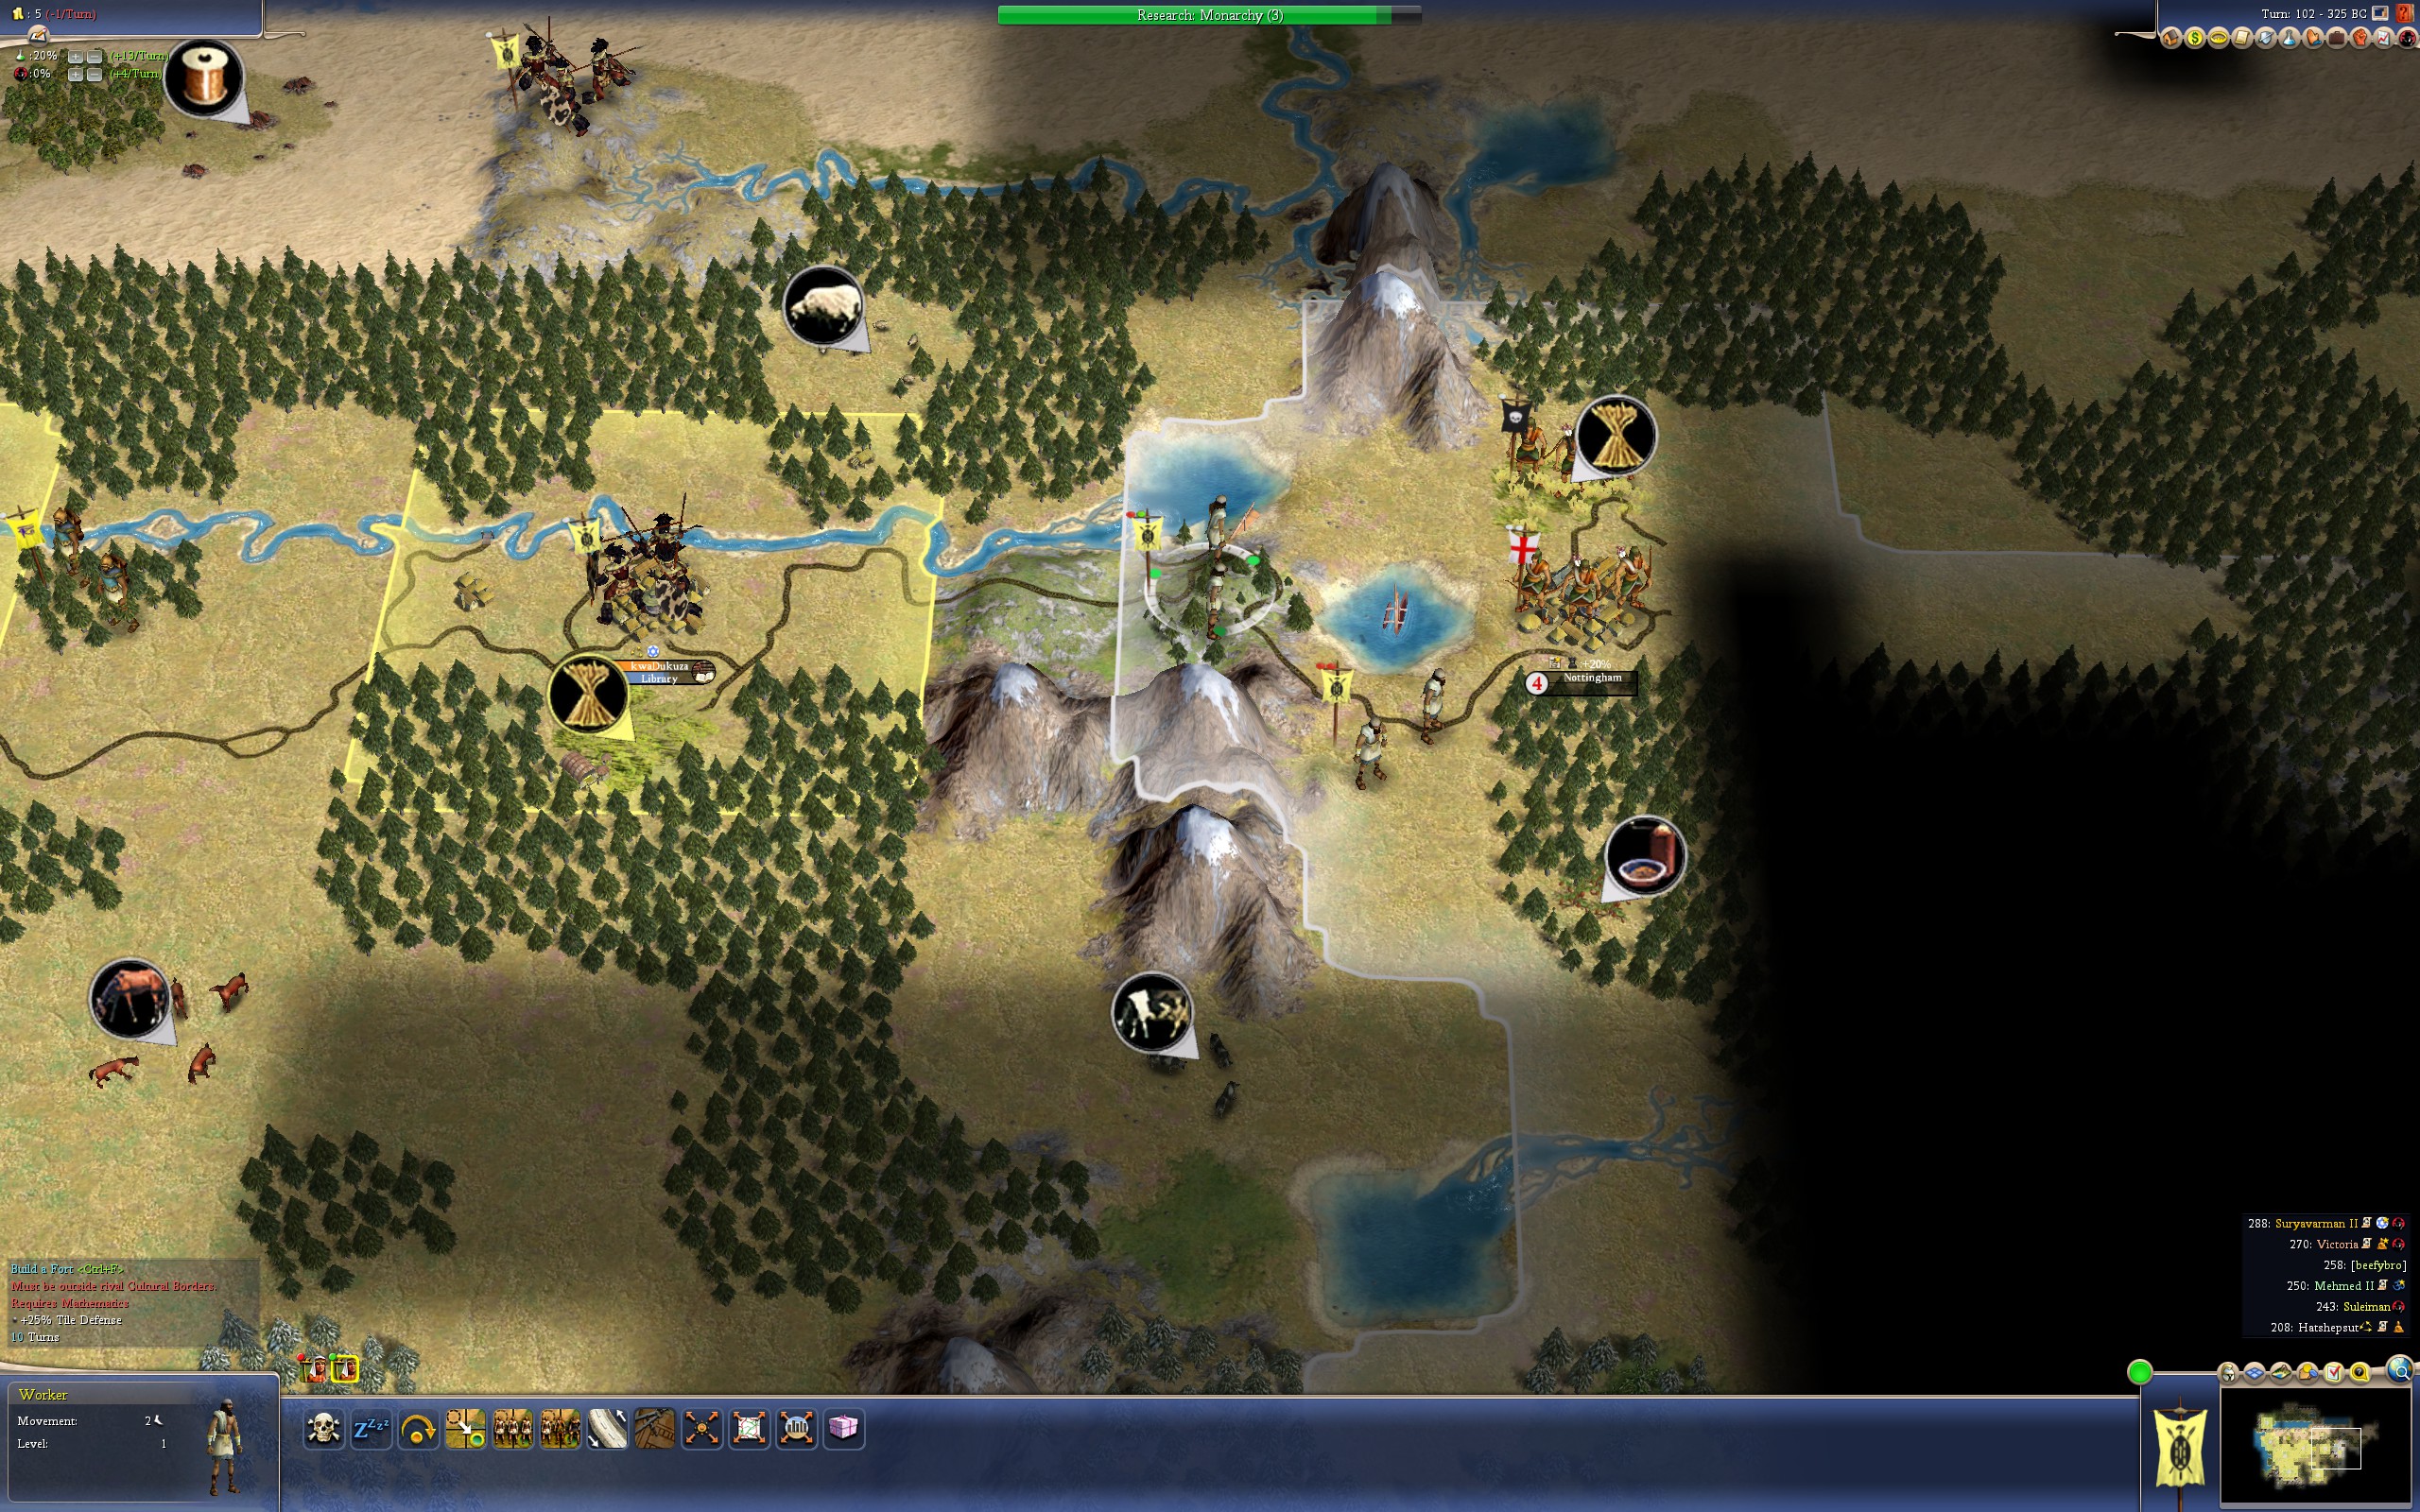 : 5 (-1/Turn)
Research: Monarchy (3)
Turn: 102 - 325 BC
:20% (+13/Turn)
:0% (+4/Turn)
kwaDukuza
Library
+20%
4 Nottingham
288: Suryavarman II
270: Victoria
258: [beefybro]
250: Mehmed II
243: Suleiman
208: Hatshepsut
Build a Fort <Ctrl+F>
Must be outside rival Cultural Borders.
Requires Mathematics
+25% Tile Defense
10 Turns
Worker
Movement: 2
Level: 1
ZZZZZ